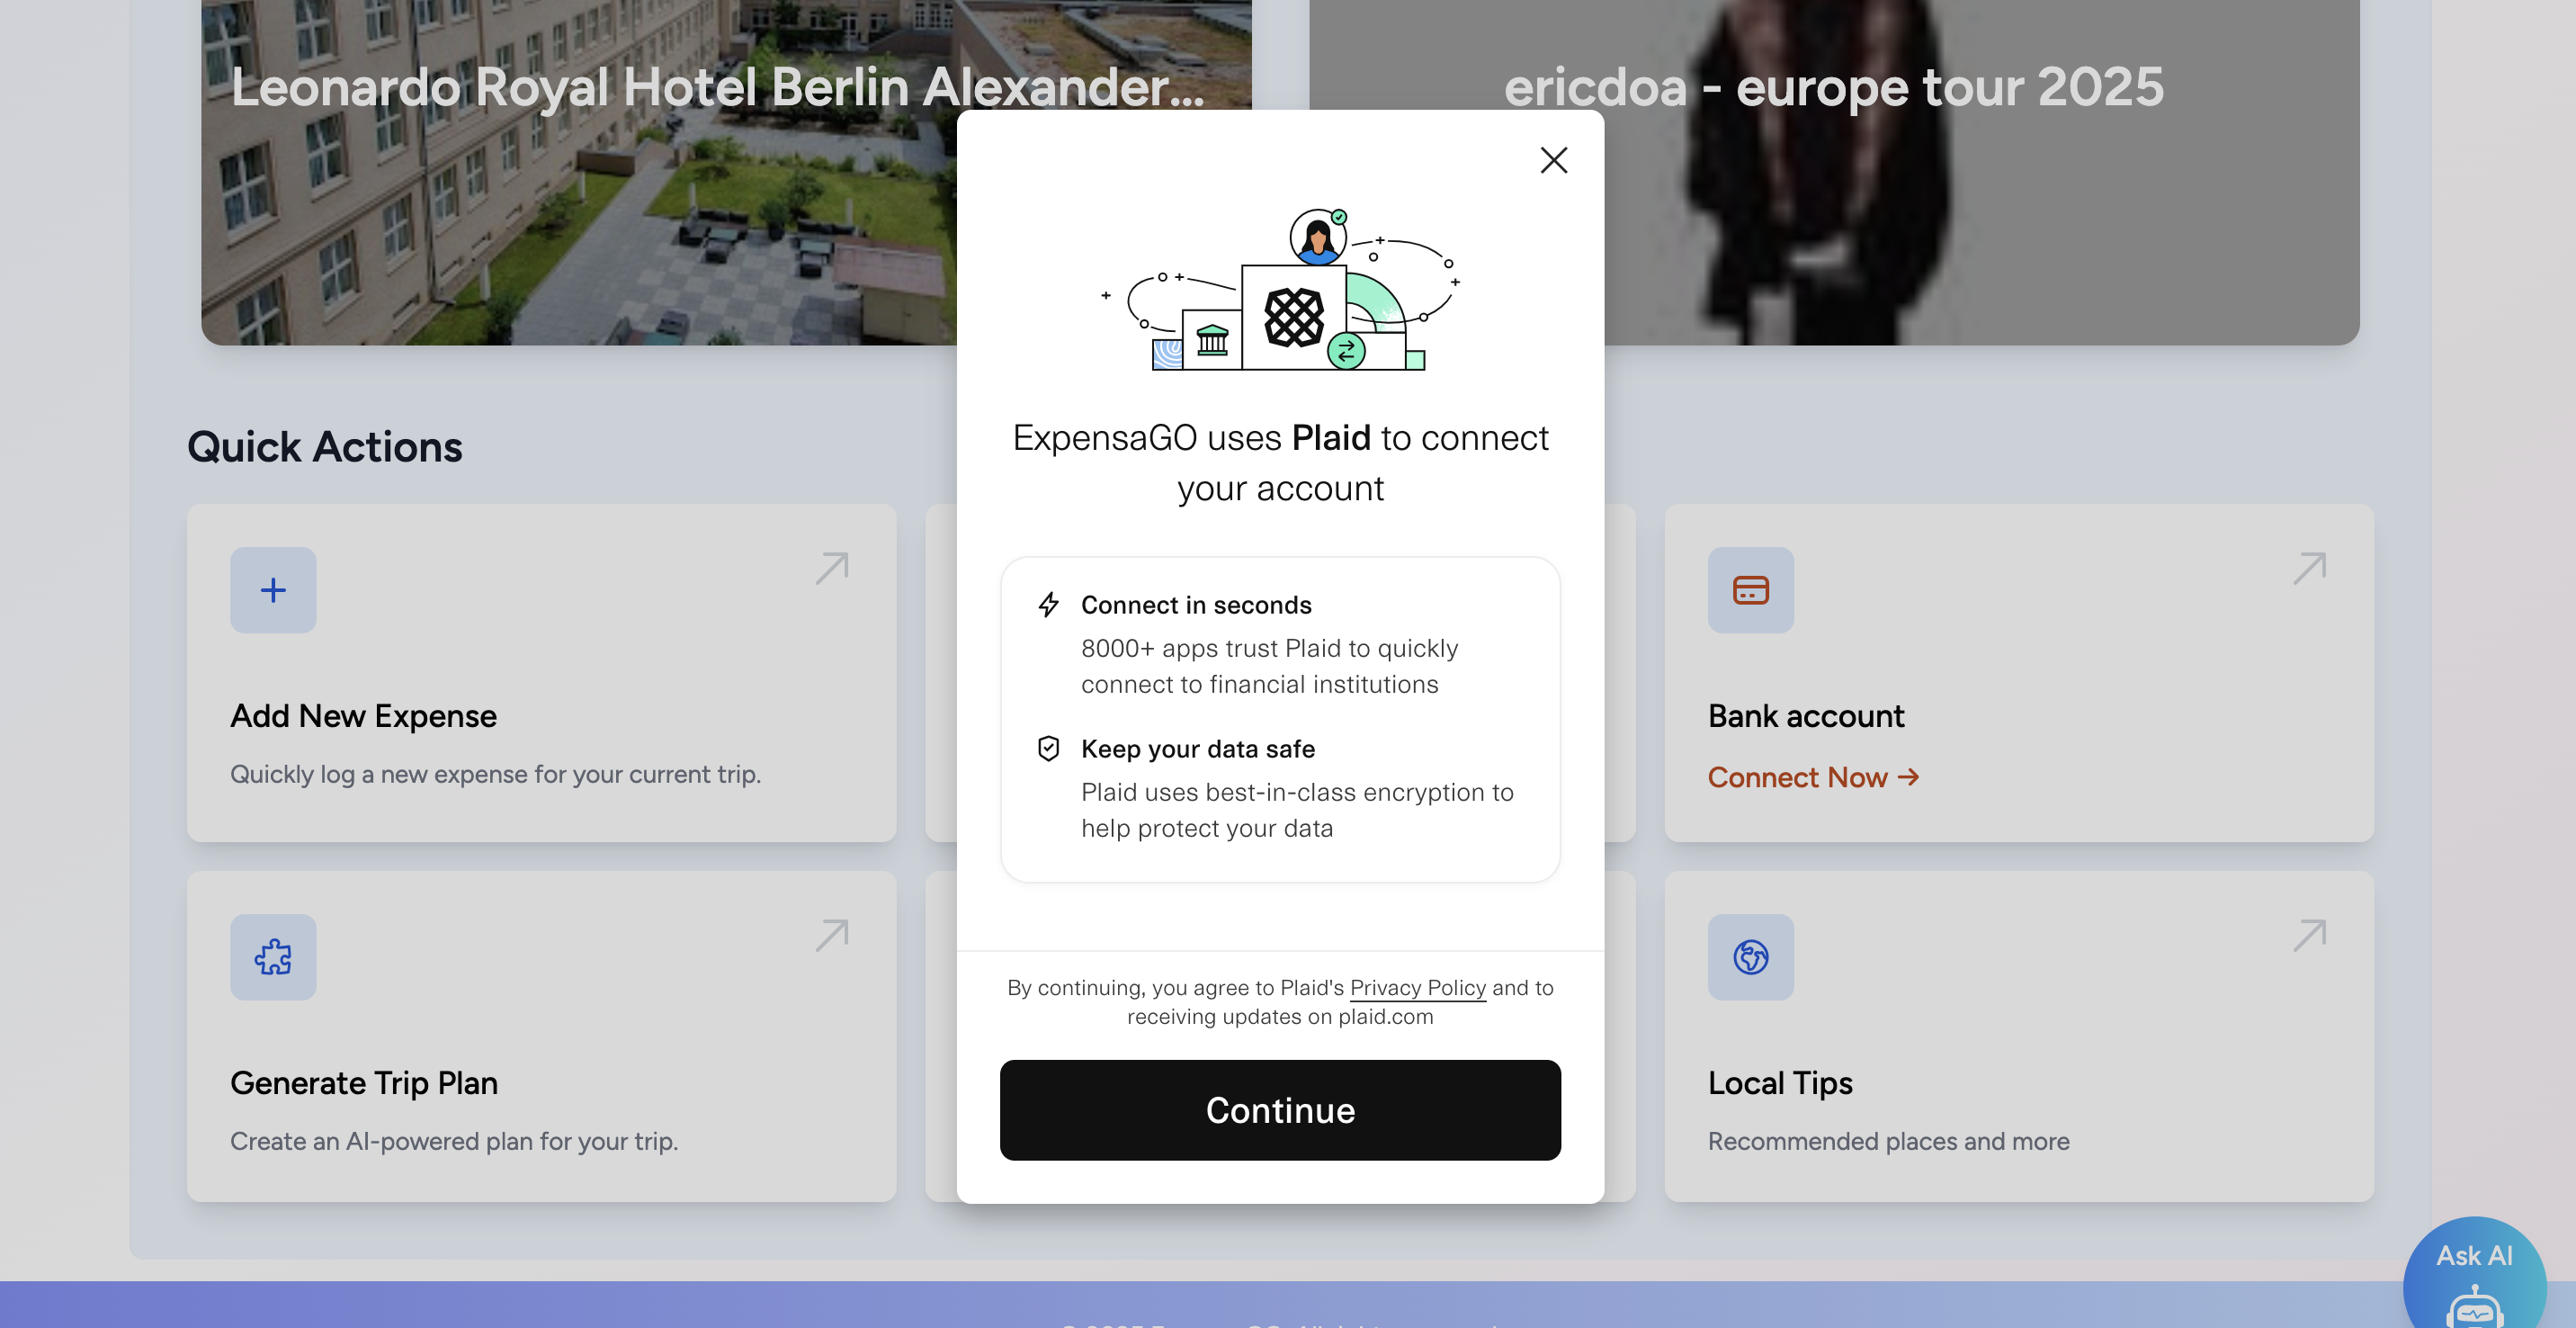 Leonardo Royal Hotel Berlin Alexander...
ericdoa - europe tour 2025
ExpensaGO uses Plaid to connect
your account
Connect in seconds
8000+ apps trust Plaid to quickly
connect to financial institutions
Keep your data safe
Plaid uses best-in-class encryption to
help protect your data
By continuing, you agree to Plaid's Privacy Policy and to
receiving updates on plaid.com
Continue
Quick Actions
Add New Expense
Quickly log a new expense for your current trip.
Bank account
Connect Now →
Generate Trip Plan
Create an AI-powered plan for your trip.
Local Tips
Recommended places and more
Ask AI